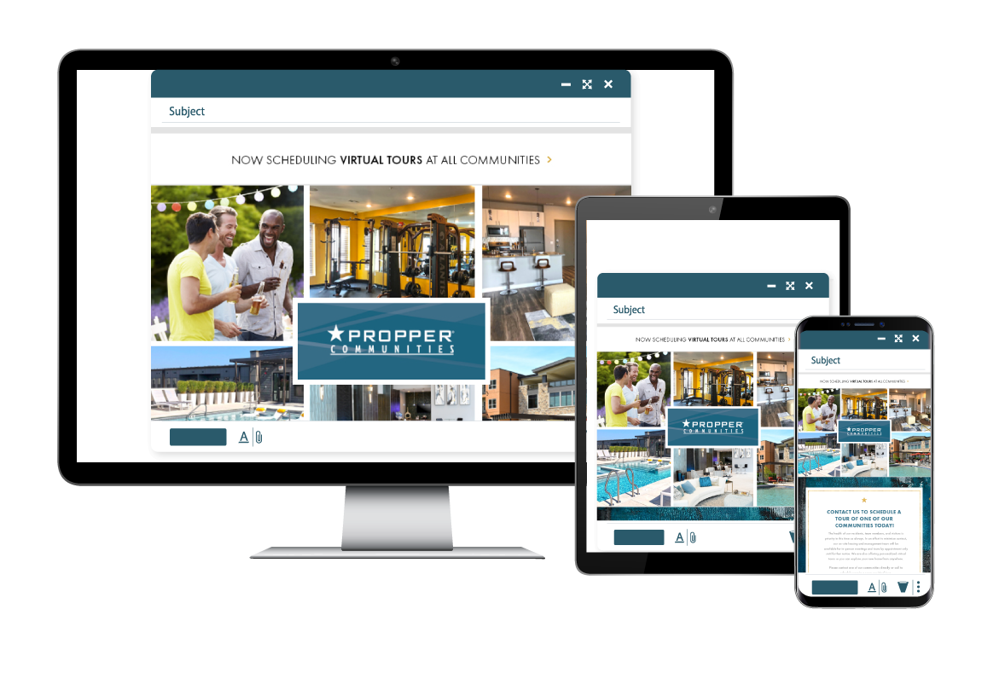 Subject
NOW SCHEDULING VIRTUAL TOURS AT ALL COMMUNITIES >
PROPPER
COMMUNITIES
A
Subject
NOW SCHEDULING VIRTUAL TOURS AT ALL COMMUNITIES >
PROPPER
COMMUNITIES
A
Subject
NOW SCHEDULING VIRTUAL TOURS AT ALL COMMUNITIES >
PROPPER
COMMUNITIES
CONTACT US TO SCHEDULE A
TOUR OF ONE OF OUR
COMMUNITIES TODAY!
A